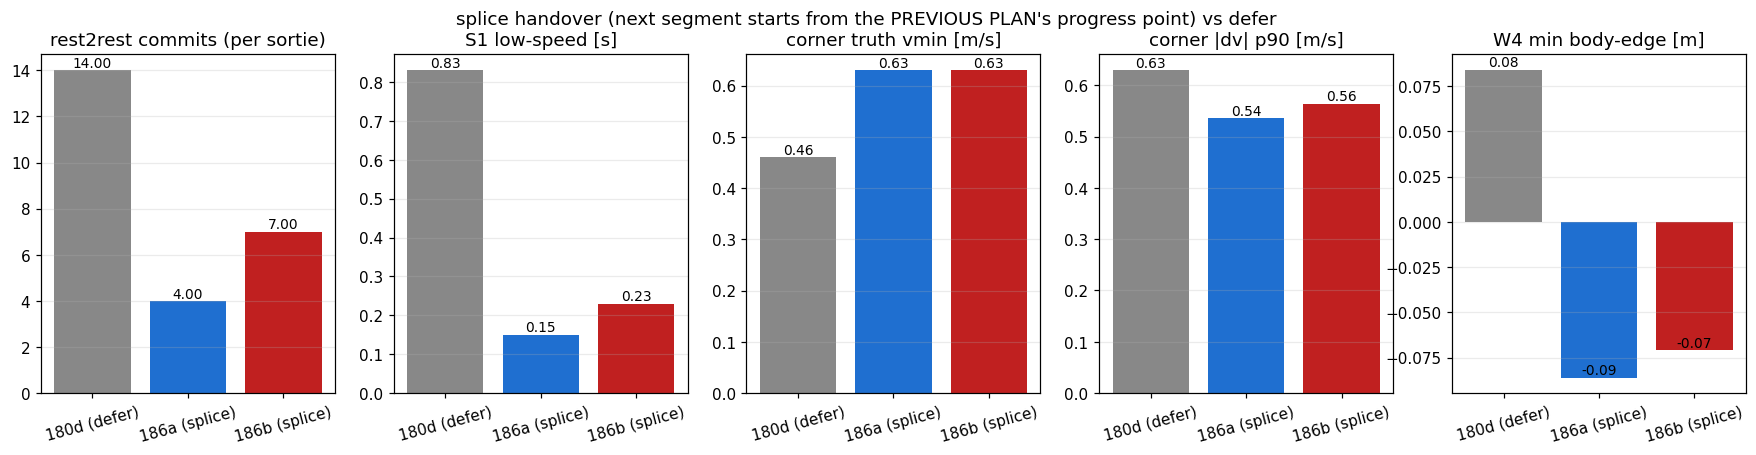 splice handover (next segment starts from the PREVIOUS PLAN's progress point) vs defer
rest2rest commits (per sortie)
14.00
4.00
7.00
14
12
10
8
6
4
2
0
180d (defer)
186a (splice)
186b (splice)
S1 low-speed [s]
0.83
0.15
0.23
0.8
0.7
0.6
0.5
0.4
0.3
0.2
0.1
0.0
180d (defer)
186a (splice)
186b (splice)
corner truth vmin [m/s]
0.46
0.63
0.63
0.6
0.5
0.4
0.3
0.2
0.1
0.0
180d (defer)
186a (splice)
186b (splice)
corner |dv| p90 [m/s]
0.63
0.54
0.56
0.6
0.5
0.4
0.3
0.2
0.1
0.0
180d (defer)
186a (splice)
186b (splice)
W4 min body-edge [m]
0.08
-0.09
-0.07
0.075
0.050
0.025
0.000
−0.025
−0.050
−0.075
180d (defer)
186a (splice)
186b (splice)